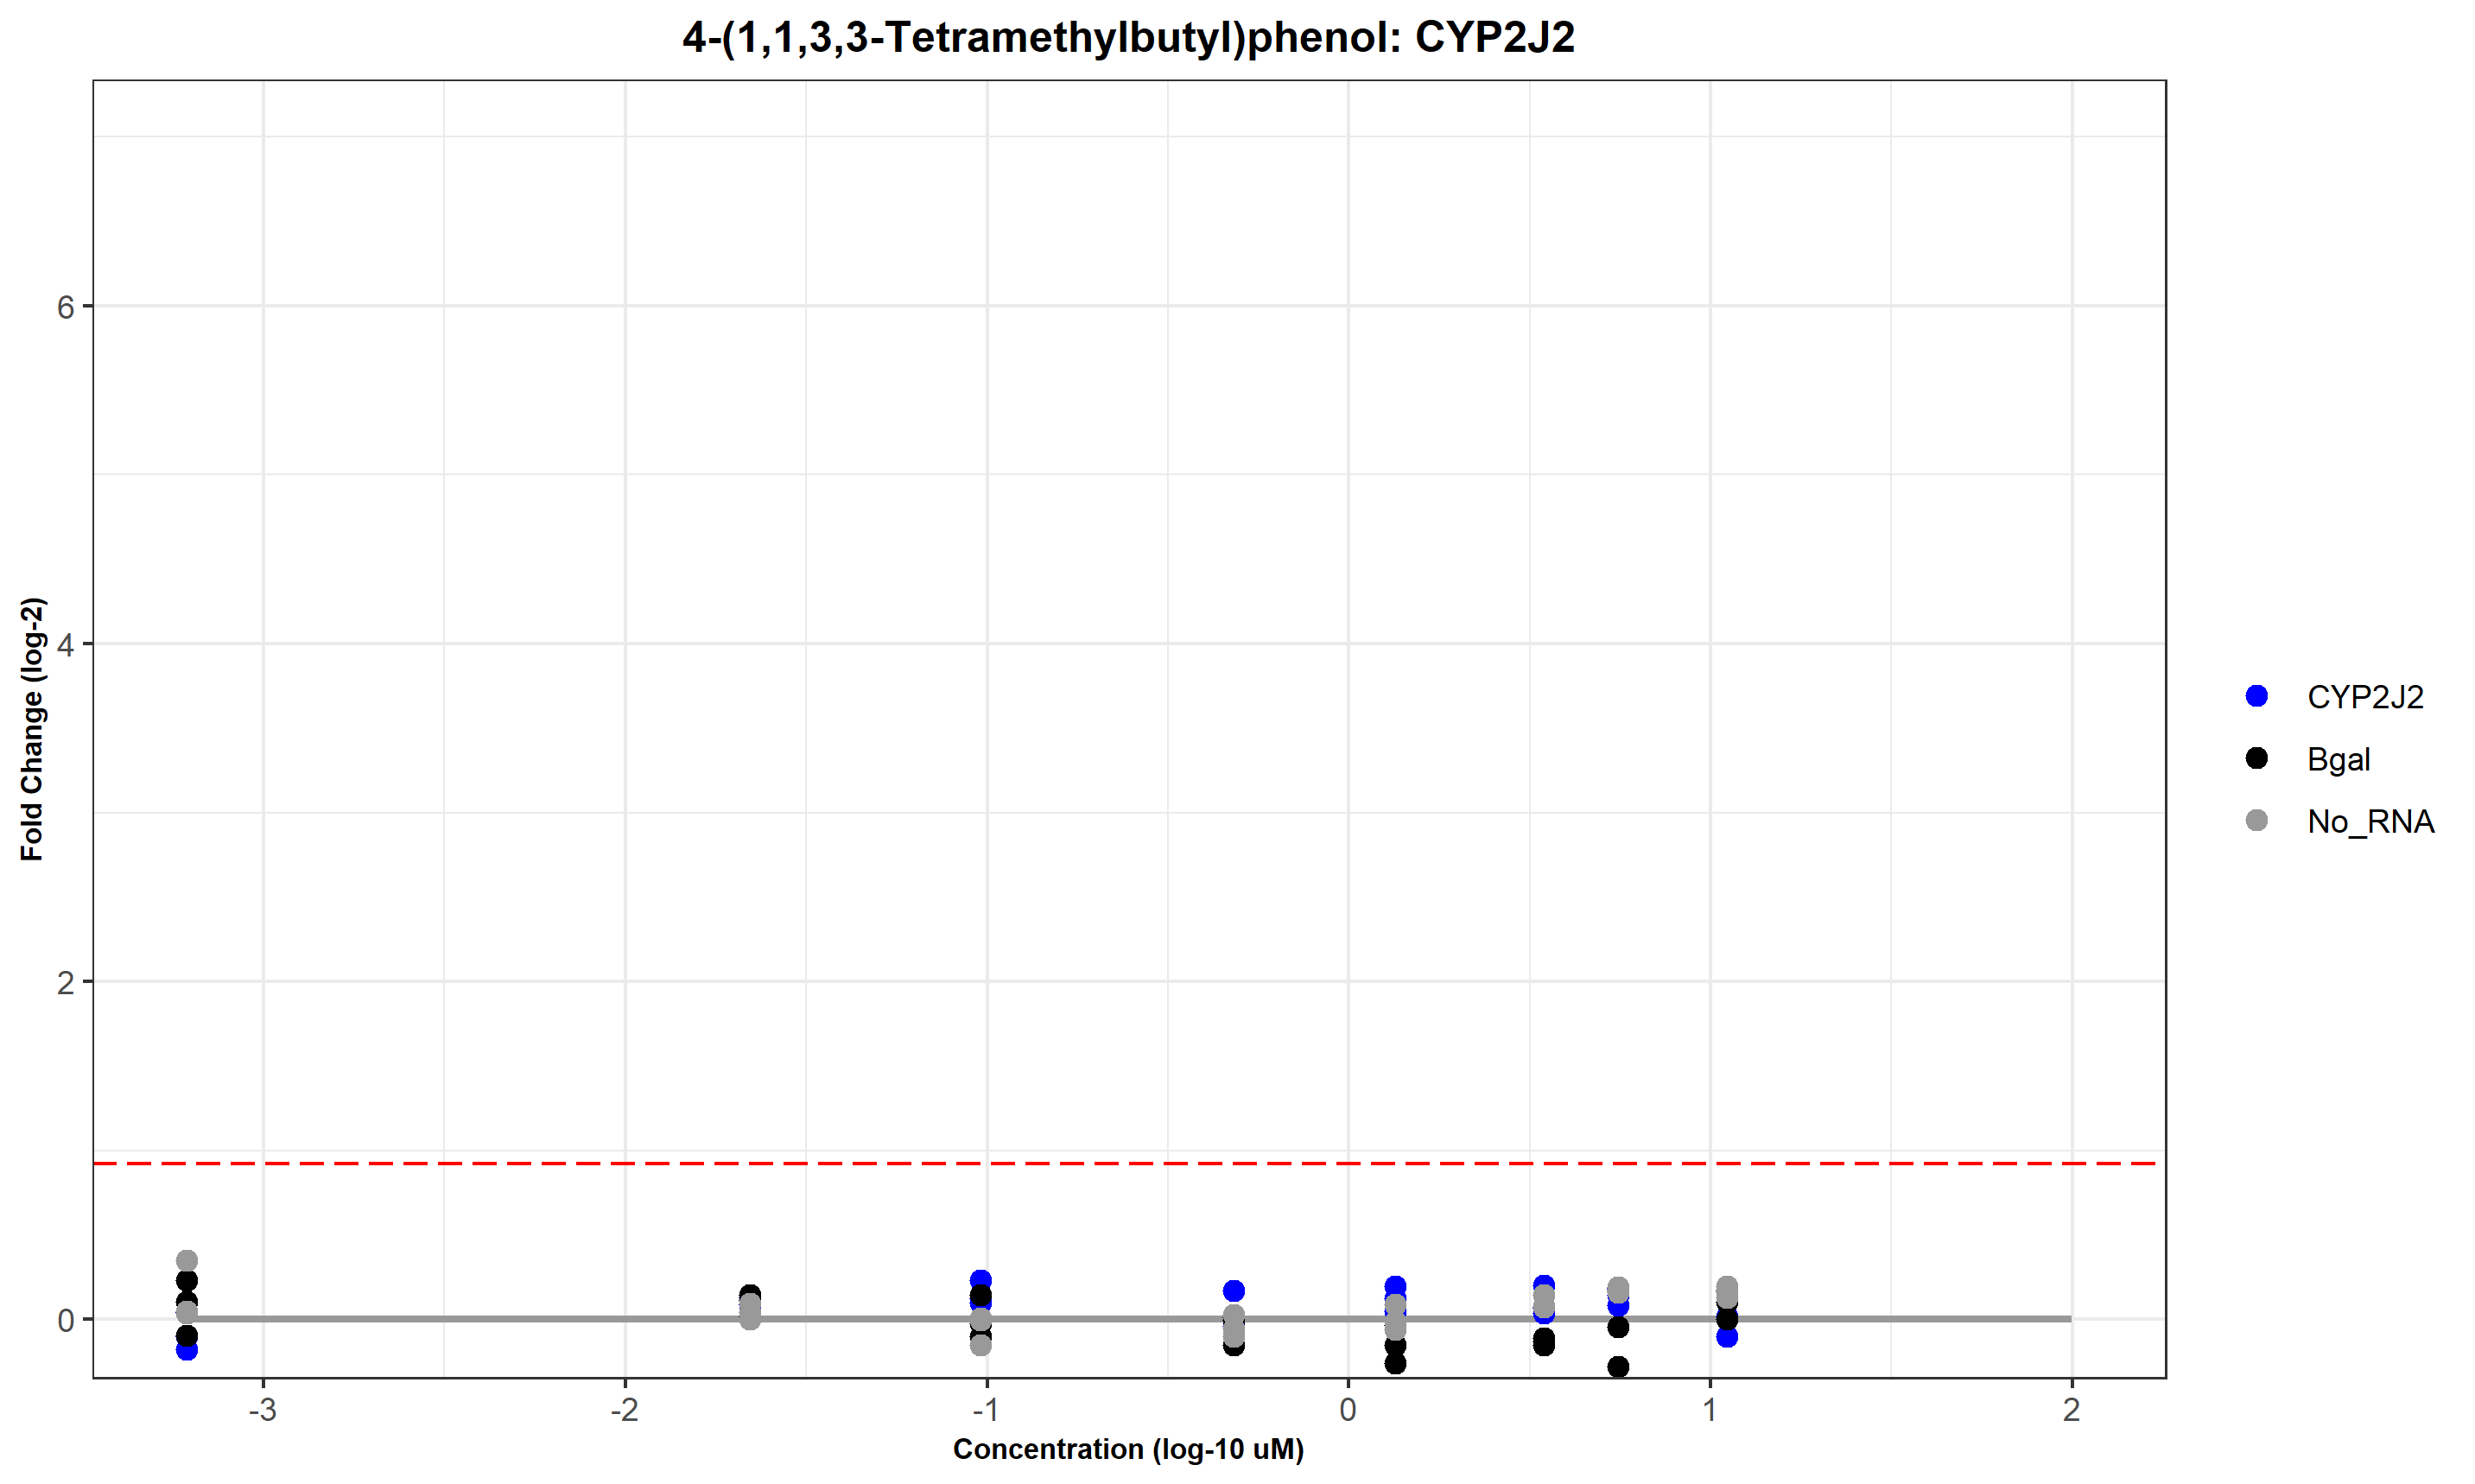 4-(1,1,3,3-Tetramethylbutyl)phenol: CYP2J2
Fold Change (log-2)
6
4
2
0
-3
-2
-1
0
1
2
Concentration (log-10 uM)
CYP2J2
Bgal
No_RNA